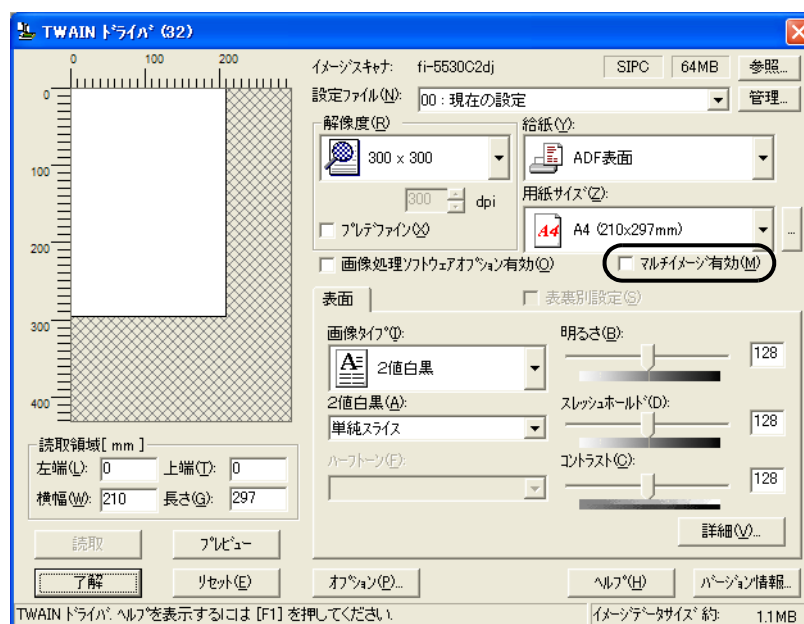 TWAIN ﾄﾞﾗｲﾊﾞ (32)
0 100 200
0
100
200
300
400
ｲﾒｰｼﾞｽｷｬﾅ: fi-5530C2dj SIPC 64MB 参照...
設定ﾌｧｲﾙ(N): 00 : 現在の設定 管理...
解像度(R)
300 × 300
300 dpi
ﾌﾟﾚﾃﾞﾌｧｲﾝ(X)
給紙(Y):
ADF表面
用紙ｻｲｽﾞ(Z):
A4 A4 (210x297mm) ...
画像処理ｿﾌﾄｳｪｱｵﾌﾟｼｮﾝ有効(O) ﾏﾙﾁｲﾒｰｼﾞ有効(M)
表面 表裏別設定(S)
画像ﾀｲﾌﾟ(I):
A 2値白黒
2値白黒(A):
単純ｽﾗｲｽ
ﾊｰﾌﾄｰﾝ(F):
明るさ(B):
128
ｽﾚｯｼｭﾎｰﾙﾄﾞ(D):
128
ｺﾝﾄﾗｽﾄ(C):
128
詳細(V)...
読取領域[ mm ]
左端(L): 0 上端(T): 0
横幅(W): 210 長さ(G): 297
読取 ﾌﾟﾚﾋﾞｭｰ
了解 ﾘｾｯﾄ(E) ｵﾌﾟｼｮﾝ(P)... ﾍﾙﾌﾟ(H) ﾊﾞｰｼﾞｮﾝ情報...
TWAIN ﾄﾞﾗｲﾊﾞ. ﾍﾙﾌﾟを表示するには [F1] を押してください. ｲﾒｰｼﾞﾃﾞｰﾀｻｲｽﾞ 約: 1.1MB